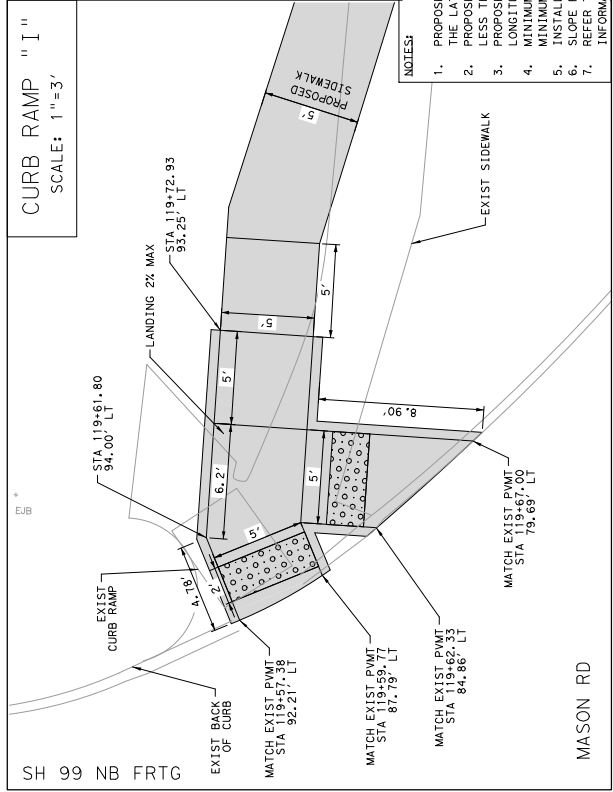 CURB RAMP "I"
SCALE: 1"=3'
NOTES:
1. PROPOSE
THE LAT
2. PROPOS
LESS T
3. PROPOSE
LONGITU
4. MINIMUM
MINIMUM
5. INSTALL
6. SLOPE
7. REFER
INFORMA
PROPOSED
SIDEWALK
5'
EXIST SIDEWALK
STA 119+72.93
93.25' LT
LANDING 2% MAX
5'
5'
5'
STA 119+61.80
94.00' LT
6.2'
5'
8.90'
EJB
EXIST
CURB RAMP
4.78'
2'
5'
EXIST BACK
OF CURB
MATCH EXIST PVMT
STA 119+57.38
92.21' LT
MATCH EXIST PVMT
STA 119+59.77
87.79' LT
MATCH EXIST PVMT
STA 119+62.33
84.86' LT
MATCH EXIST PVMT
STA 119+67.00
79.69' LT
SH 99 NB FRTG
MASON RD